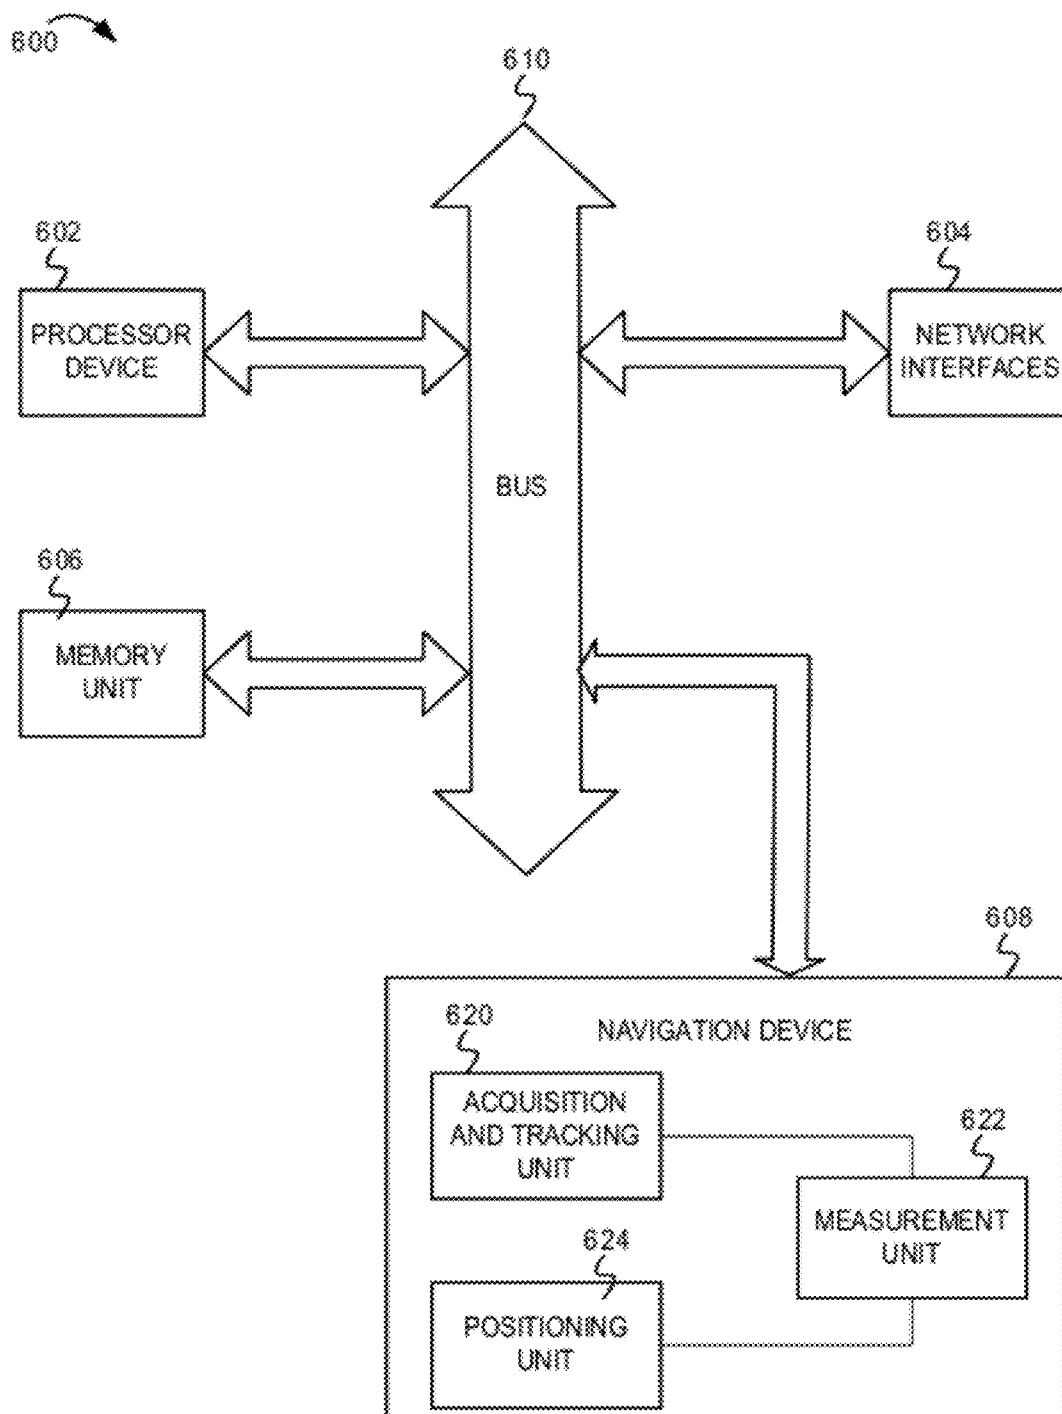 600
610
602
604
PROCESSOR
DEVICE
NETWORK
INTERFACES
BUS
606
MEMORY
UNIT
608
NAVIGATION DEVICE
620
ACQUISITION
AND TRACKING
UNIT
622
MEASUREMENT
UNIT
624
POSITIONING
UNIT